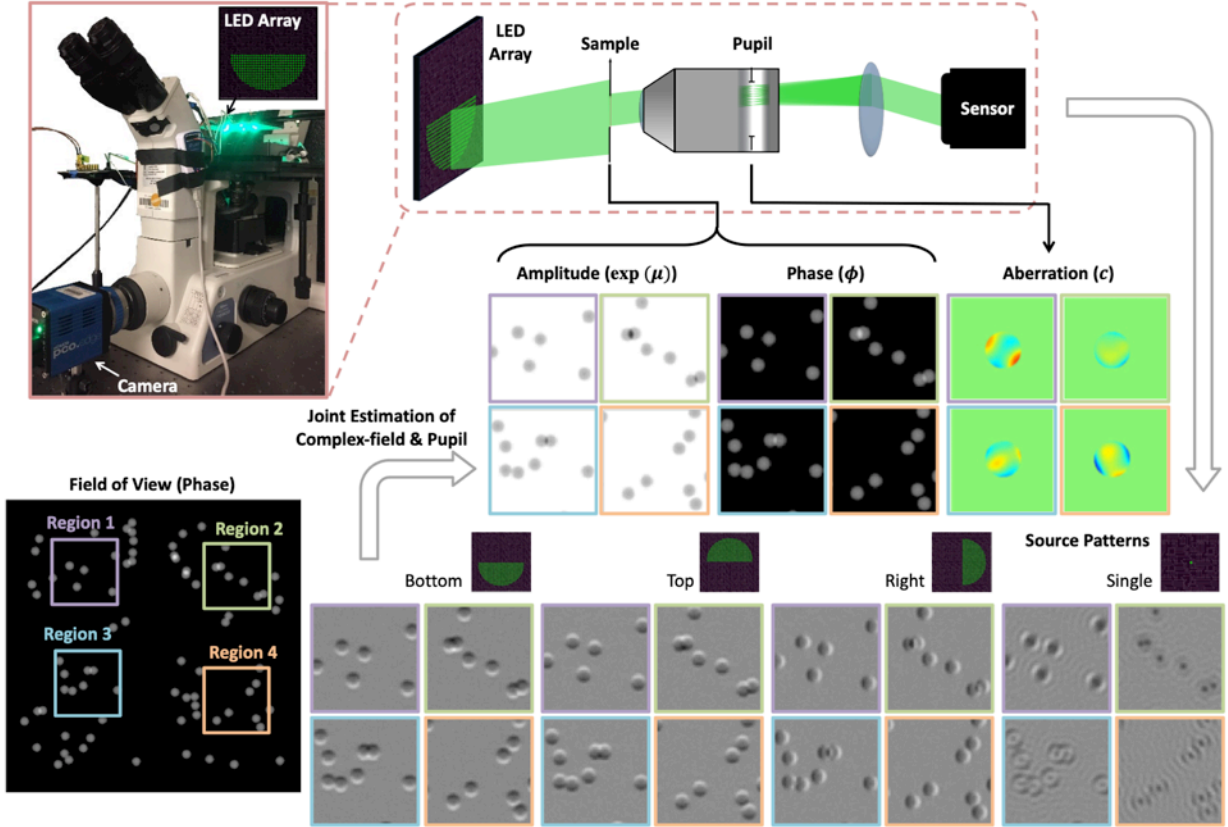 LED Array
LED
Array
Sample
Pupil
Sensor
pco.edge
Camera
Amplitude (exp (μ))
Phase (ϕ)
Aberration (c)
Joint Estimation of
Complex-field & Pupil
Field of View (Phase)
Region 1
Region 2
Region 3
Region 4
Source Patterns
Bottom
Top
Right
Single